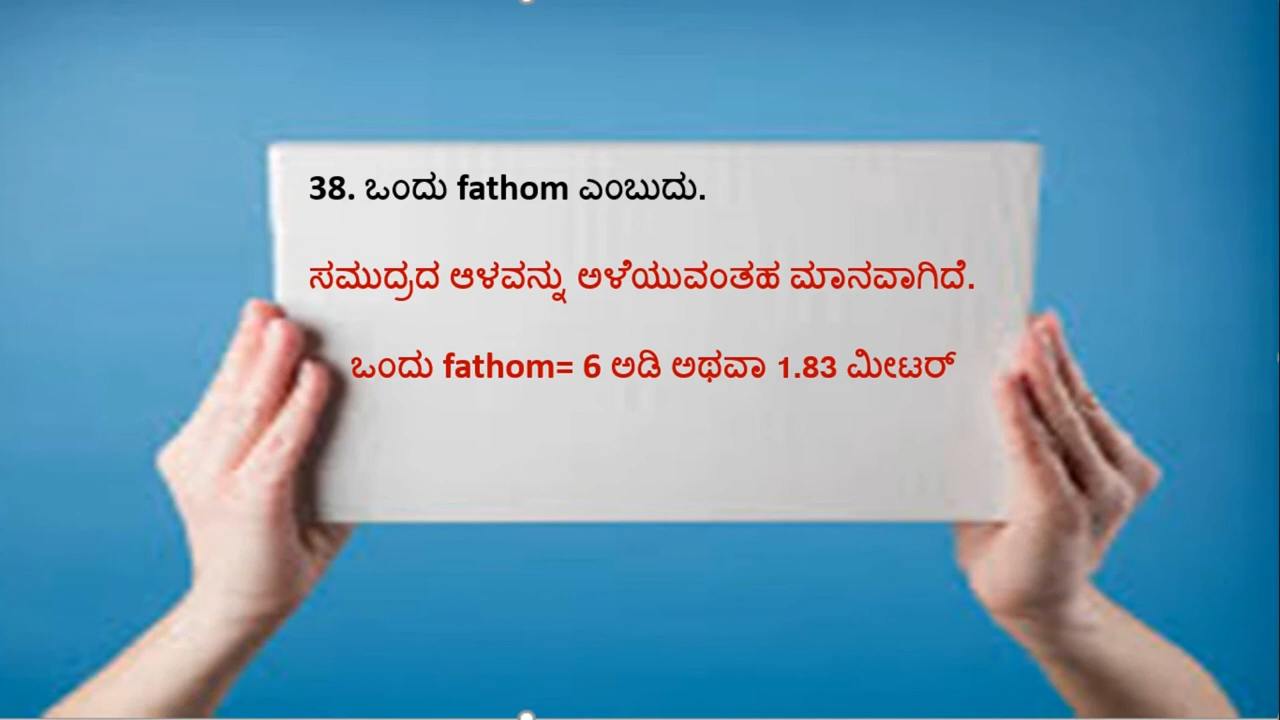 38. ಒಂದು fathom ಎಂಬುದು.
ಸಮುದ್ರದ ಆಳವನ್ನು ಅಳೆಯುವಂತಹ ಮಾನವಾಗಿದೆ.
ಒಂದು fathom= 6 ಅಡಿ ಅಥವಾ 1.83 ಮೀಟರ್